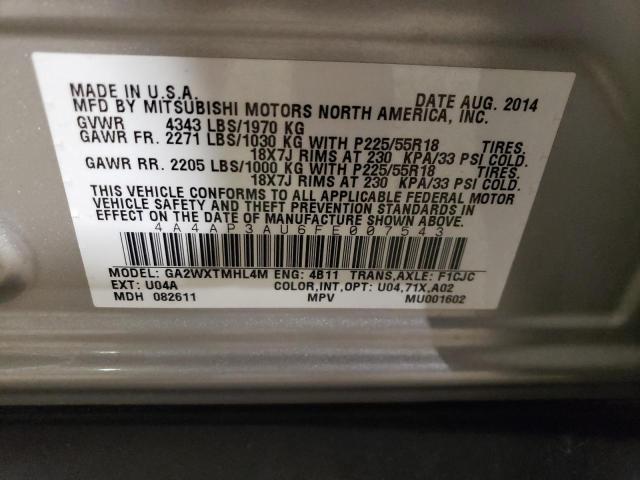 MADE IN U.S.A. DATE AUG. 2014
MFD BY MITSUBISHI MOTORS NORTH AMERICA, INC.
GVWR 4343 LBS/1970 KG
GAWR FR. 2271 LBS/1030 KG WITH P225/55R18 TIRES.
18X7J RIMS AT 230 KPA/33 PSI COLD.
GAWR RR. 2205 LBS/1000 KG WITH P225/55R18 TIRES.
18X7J RIMS AT 230 KPA/33 PSI COLD.
THIS VEHICLE CONFORMS TO ALL APPLICABLE FEDERAL MOTOR
VEHICLE SAFETY AND THEFT PREVENTION STANDARDS IN
EFFECT ON THE DATE OF MANUFACTURE SHOWN ABOVE.
4A4AP3AU6FE007543
MODEL: GA2WXTMHL4M ENG: 4B11 TRANS,AXLE: F1CJC
EXT: U04A COLOR,INT,OPT: U04,71X,A02
MDH 082611 MPV MU001602